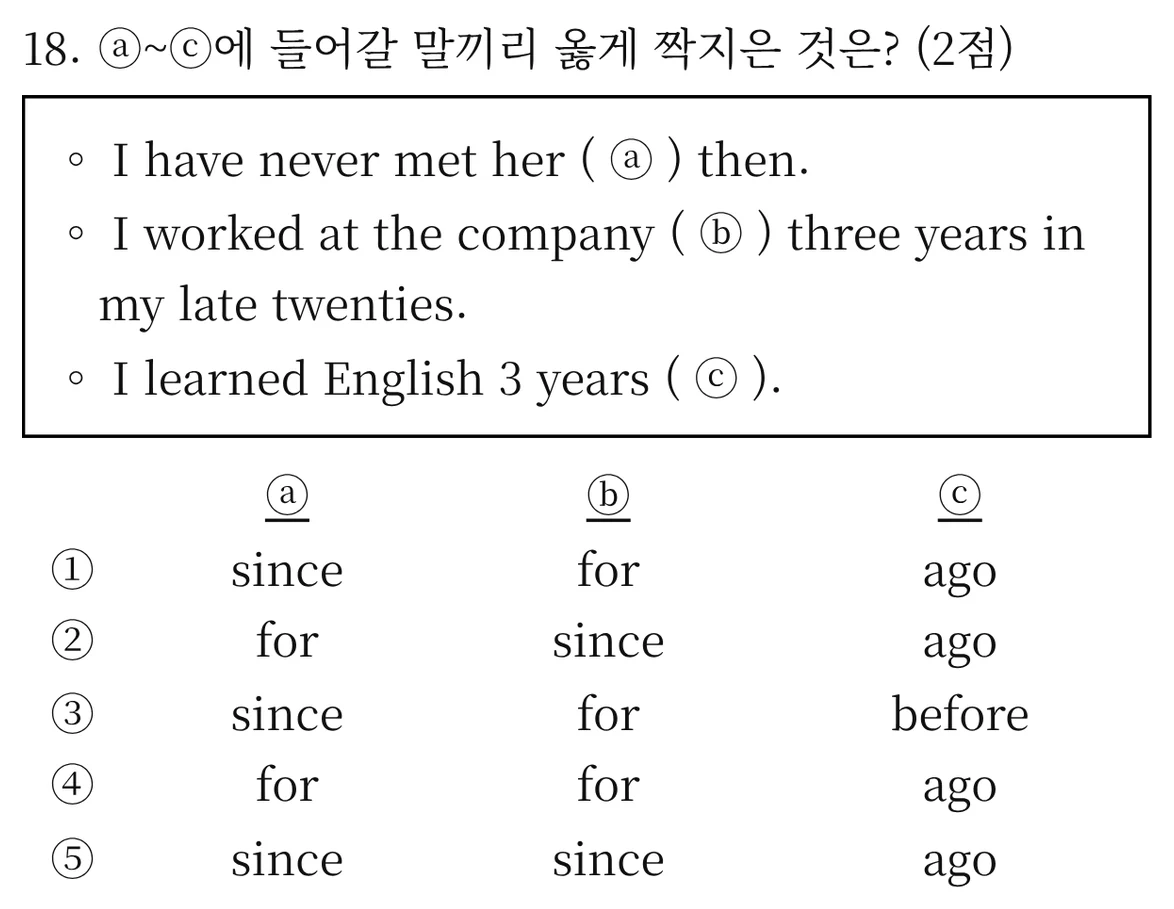 18. ⓐ~ⓒ에 들어갈 말끼리 옳게 짝지은 것은? (2점)
◦ I have never met her ( ⓐ ) then.
◦ I worked at the company ( ⓑ ) three years in
my late twenties.
◦ I learned English 3 years ( ⓒ ).
ⓐ ⓑ ⓒ
① since for ago
② for since ago
③ since for before
④ for for ago
⑤ since since ago